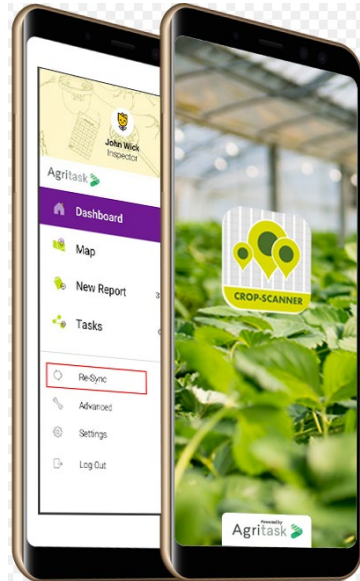 John Wick
Inspector
Agritask
Dashboard
Map
New Report
Tasks
Re-Sync
Advanced
Settings
Log Out
CROP-SCANNER
Powered by
Agritask